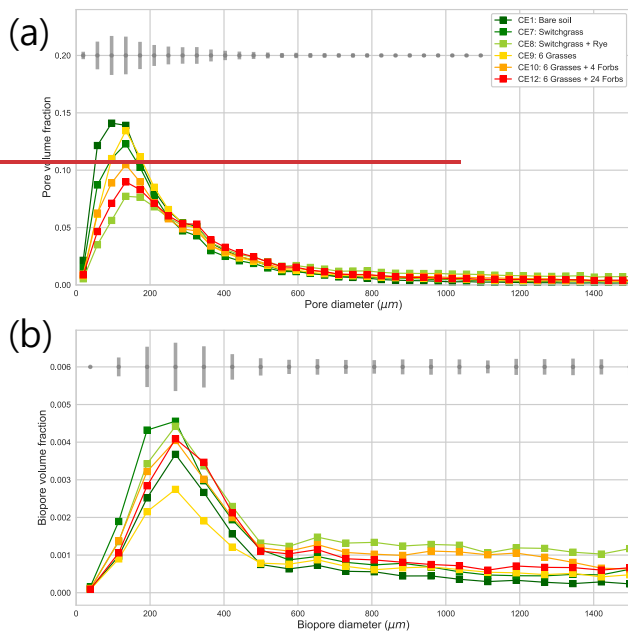 (a)
CE1: Bare soil
CE7: Switchgrass
CE8: Switchgrass + Rye
CE9: 6 Grasses
CE10: 6 Grasses + 4 Forbs
CE12: 6 Grasses + 24 Forbs
0.20
0.15
0.10
0.05
0.00
Pore volume fraction
0 200 400 600 800 1000 1200 1400
Pore diameter (μm)
(b)
0.006
0.005
0.004
0.003
0.002
0.001
0.000
Biopore volume fraction
0 200 400 600 800 1000 1200 1400
Biopore diameter (μm)